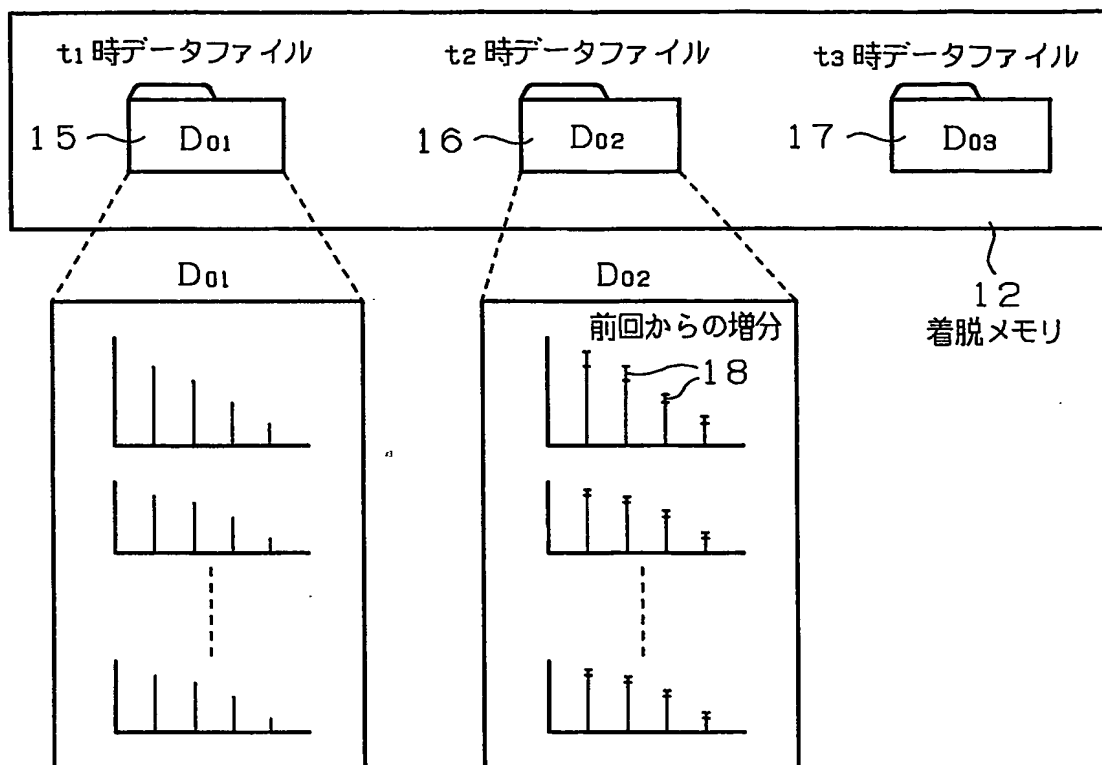 t1 時データファイル
t2 時データファイル
t3 時データファイル
15
D01
16
D02
17
D03
D01
D02
12
着脱メモリ
前回からの増分
18